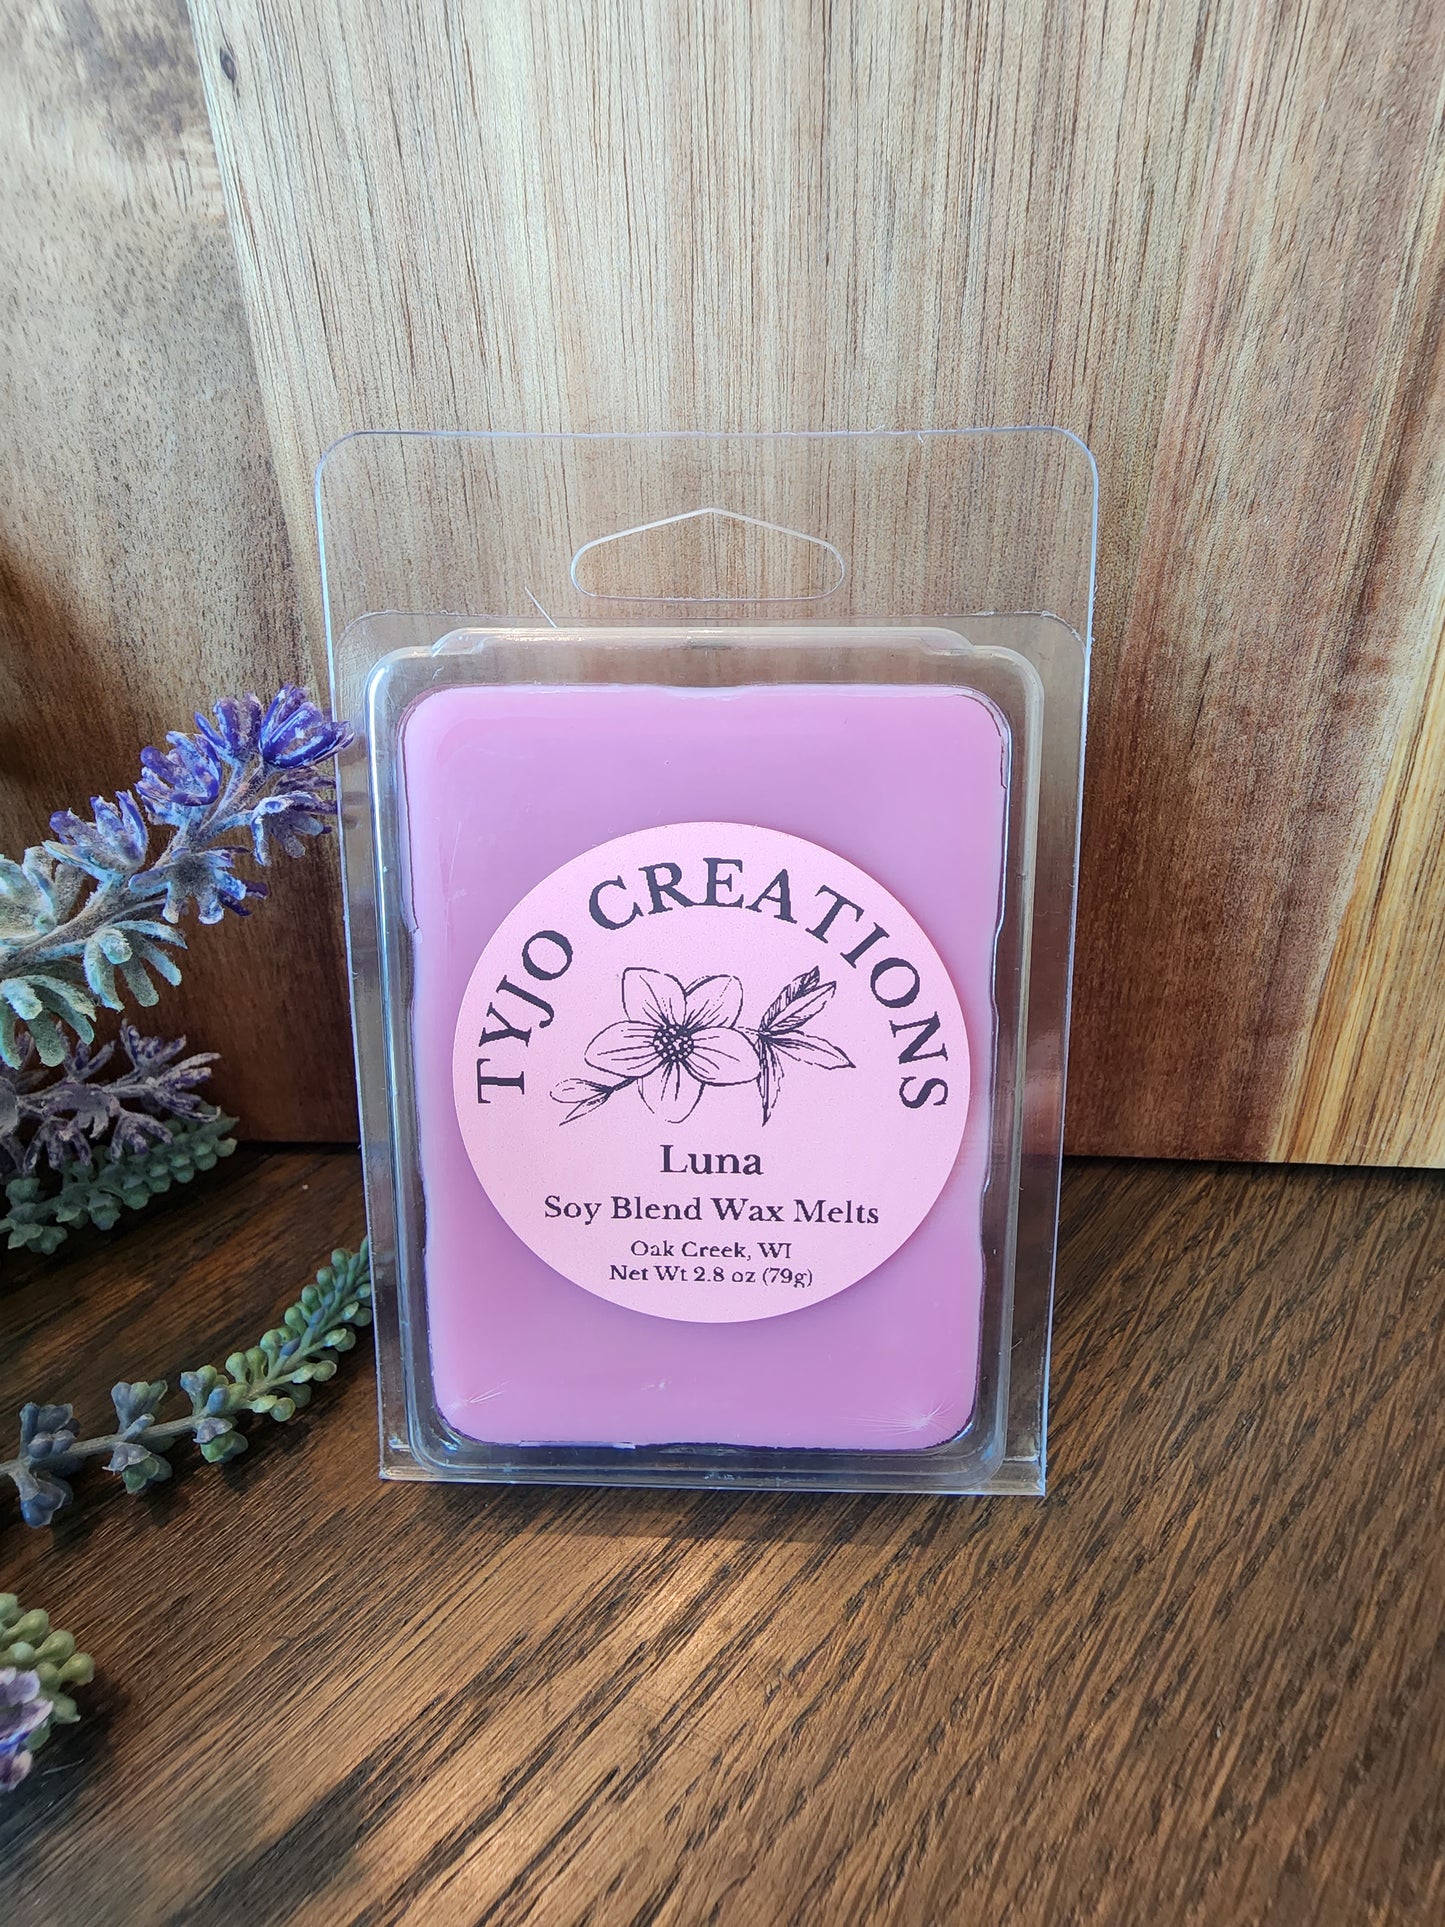 TYJO CREATIONS
Luna
Soy Blend Wax Melts
Oak Creek, WI
Net Wt 2.8 oz (79g)